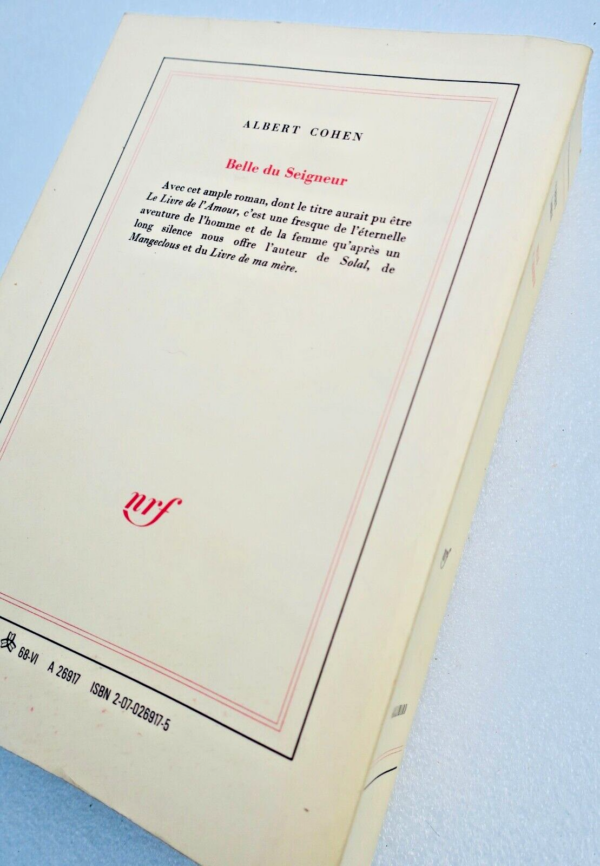 ALBERT COHEN
Belle du Seigneur
Avec cet ample roman, dont le titre aurait pu être
Le Livre de l'Amour, c'est une fresque de l'éternelle
aventure de l'homme et de la femme qu'après un
long silence nous offre l'auteur de Solal, de
Mangeclous et du Livre de ma mère.
nrf
68-VI A 26917 ISBN 2-07-026917-5